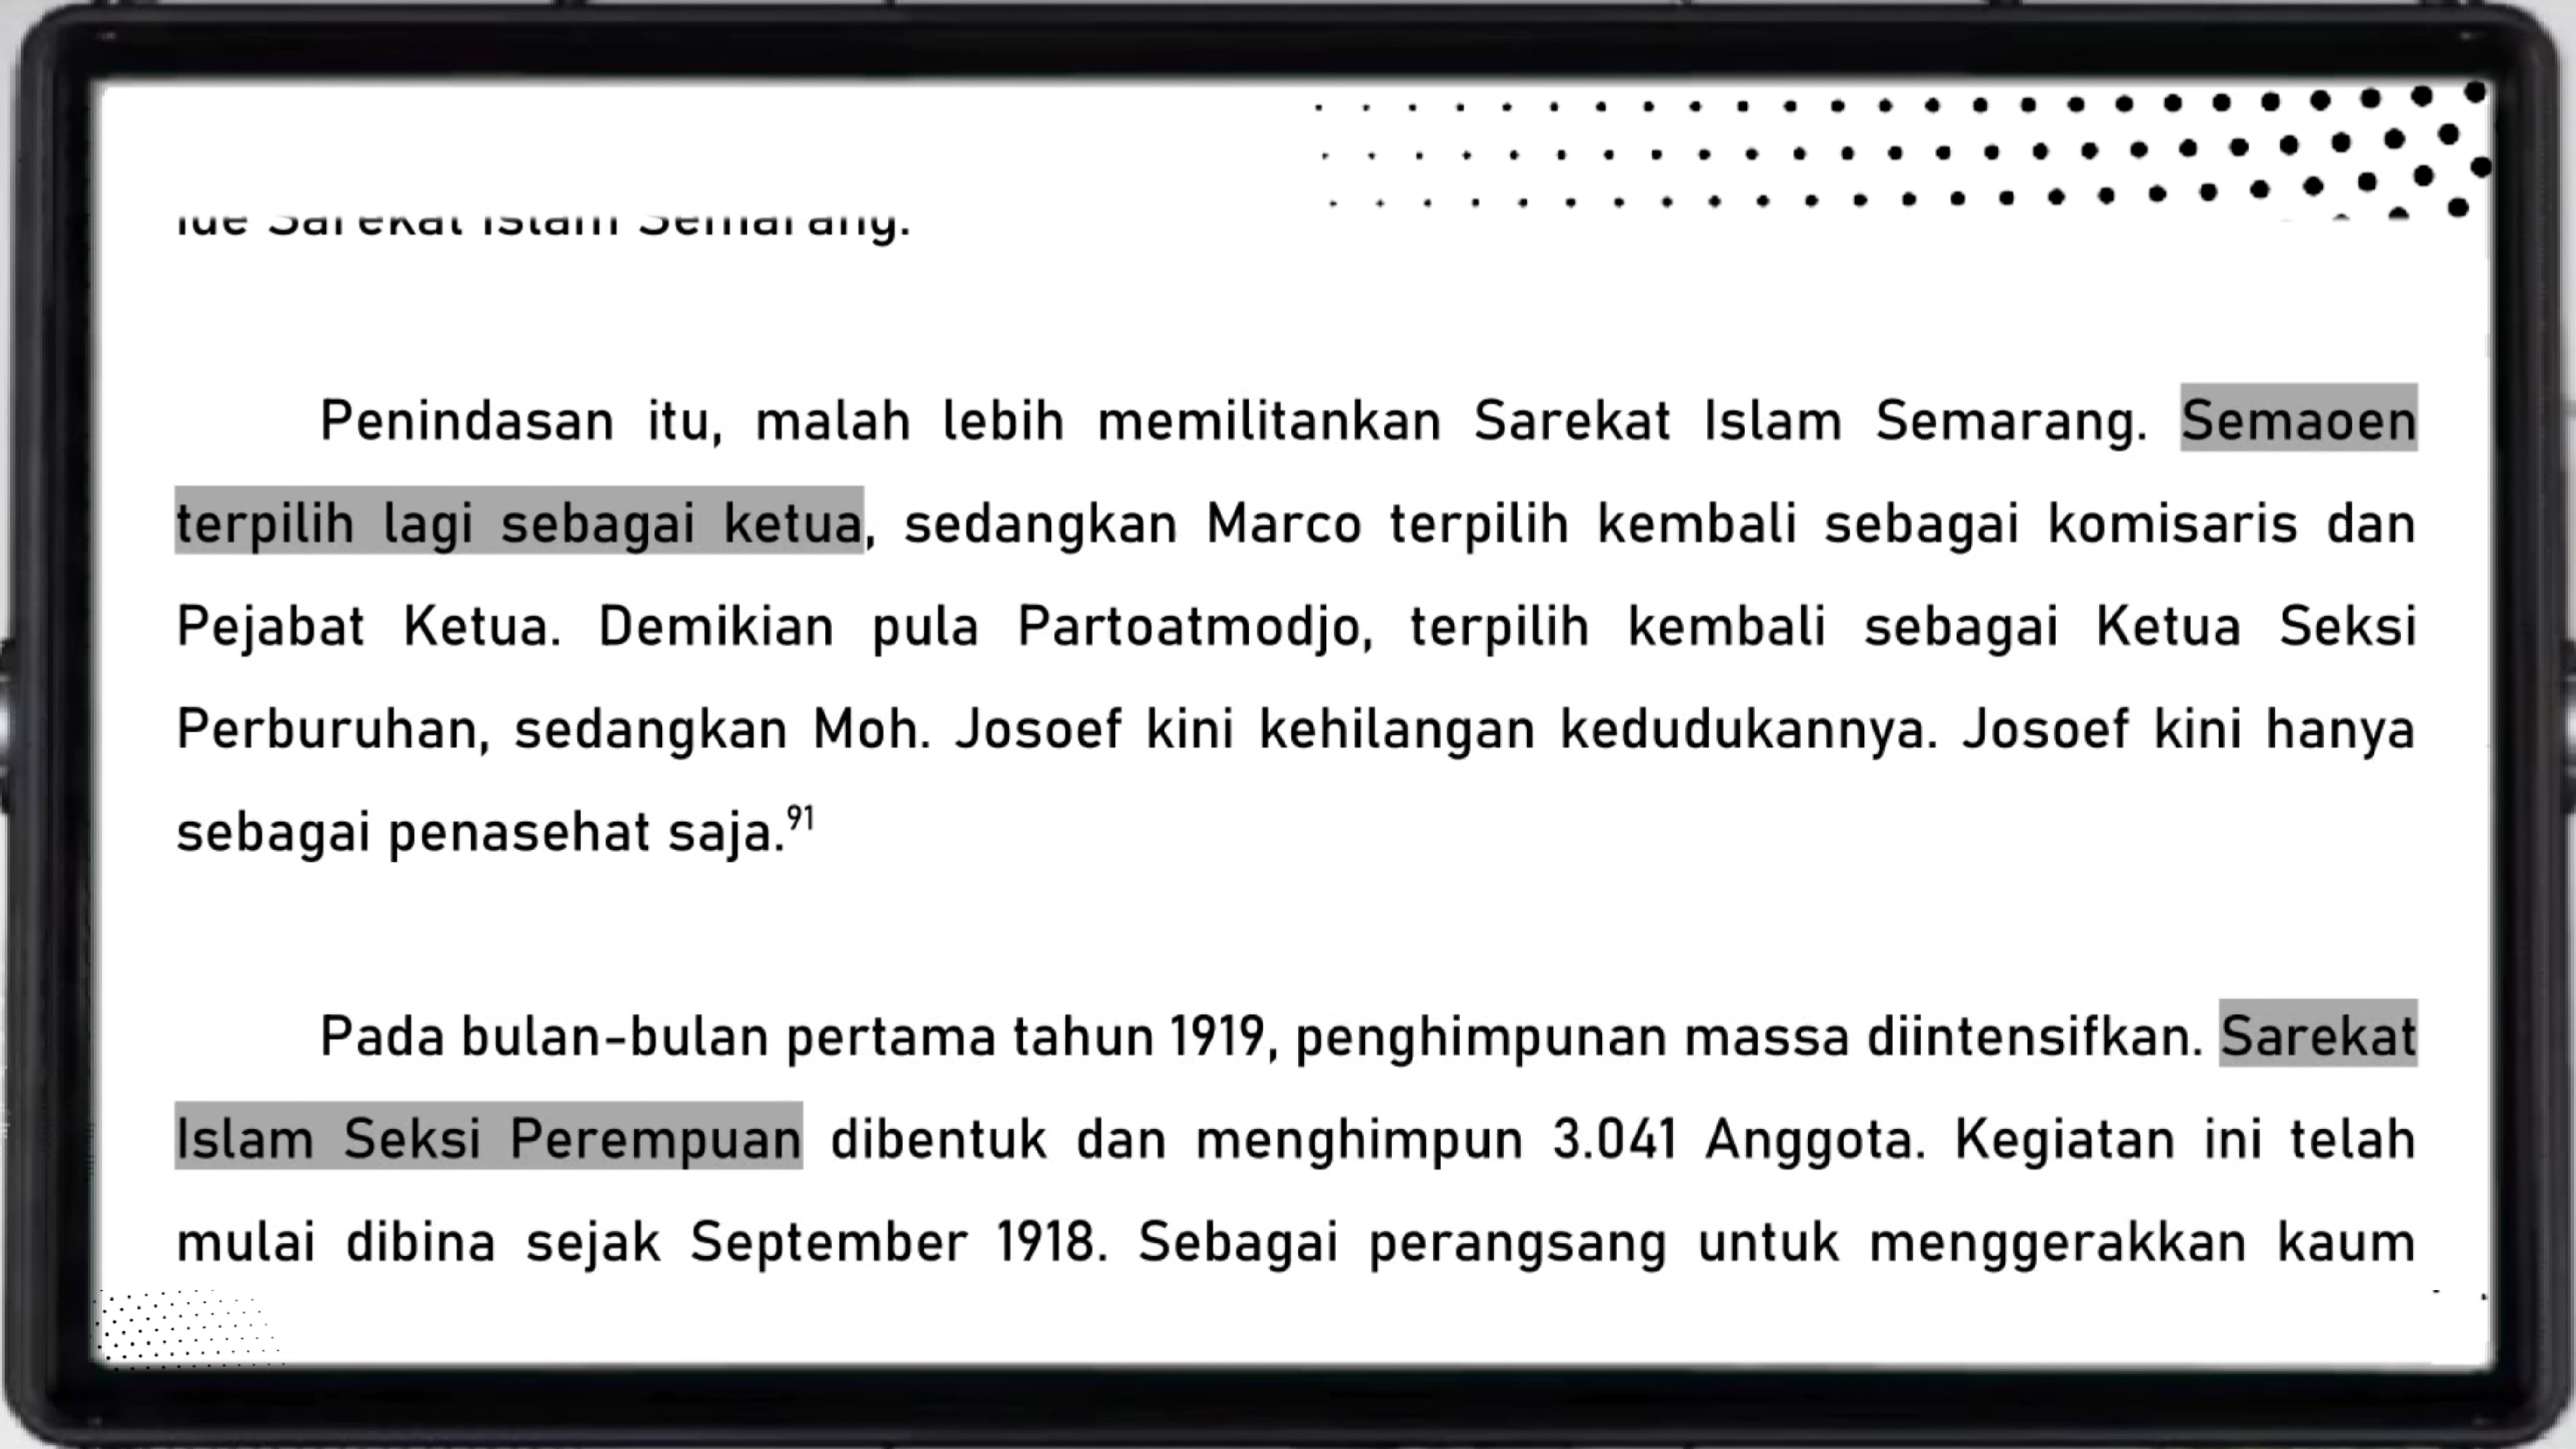 ide Sarekat Islam Semarang.
Penindasan itu, malah lebih memilitankan Sarekat Islam Semarang. Semaoen
terpilih lagi sebagai ketua, sedangkan Marco terpilih kembali sebagai komisaris dan
Pejabat Ketua. Demikian pula Partoatmodjo, terpilih kembali sebagai Ketua Seksi
Perburuhan, sedangkan Moh. Josoef kini kehilangan kedudukannya. Josoef kini hanya
sebagai penasehat saja.⁹¹
Pada bulan-bulan pertama tahun 1919, penghimpunan massa diintensifkan. Sarekat
Islam Seksi Perempuan dibentuk dan menghimpun 3.041 Anggota. Kegiatan ini telah
mulai dibina sejak September 1918. Sebagai perangsang untuk menggerakkan kaum